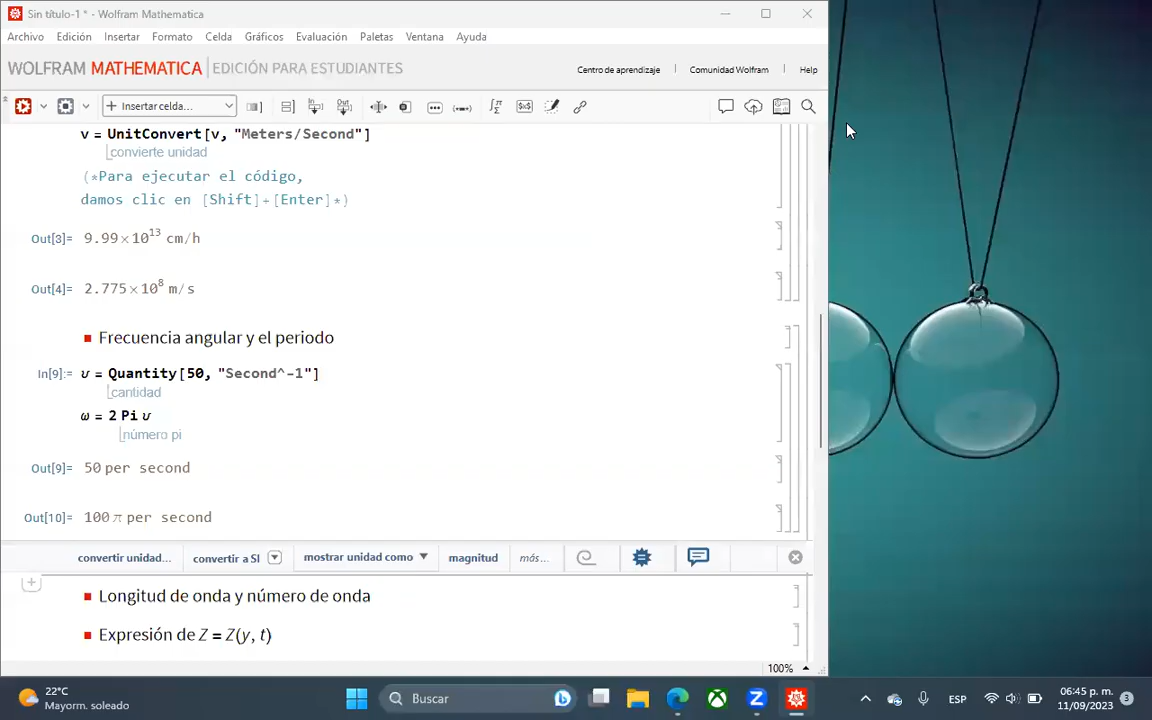 Sin título-1 * - Wolfram Mathematica
Archivo Edición Insertar Formato Celda Gráficos Evaluación Paletas Ventana Ayuda
WOLFRAM MATHEMATICA | EDICIÓN PARA ESTUDIANTES
Centro de aprendizaje | Comunidad Wolfram | Help
Insertar celda...
v = UnitConvert[v, "Meters/Second"]
convierte unidad
(*Para ejecutar el código,
damos clic en [Shift]+[Enter]*)
Out[3]= 9.99×10^13 cm/h
Out[4]= 2.775×10^8 m/s
Frecuencia angular y el periodo
In[9]:= υ = Quantity[50, "Second^-1"]
cantidad
ω = 2 Pi υ
número pi
Out[9]= 50 per second
Out[10]= 100 π per second
convertir unidad... convertir a SI mostrar unidad como magnitud más...
Longitud de onda y número de onda
Expresión de Z = Z(y, t)
100%
22°C
Mayorm. soleado
Buscar
ESP
06:45 p. m.
11/09/2023
3